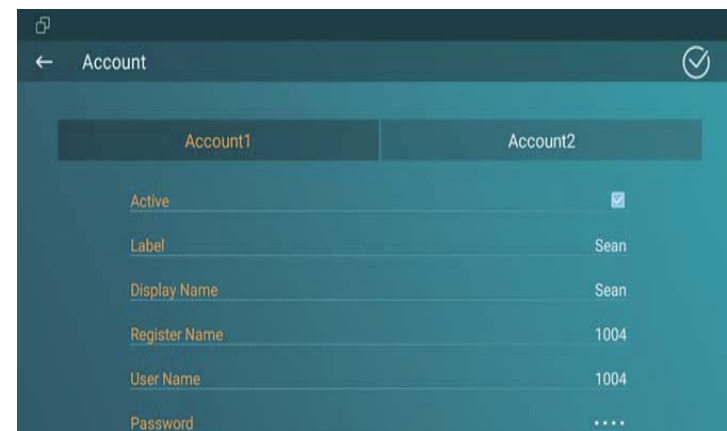 Account
Account1 Account2
Active
Label Sean
Display Name Sean
Register Name 1004
User Name 1004
Password ••••